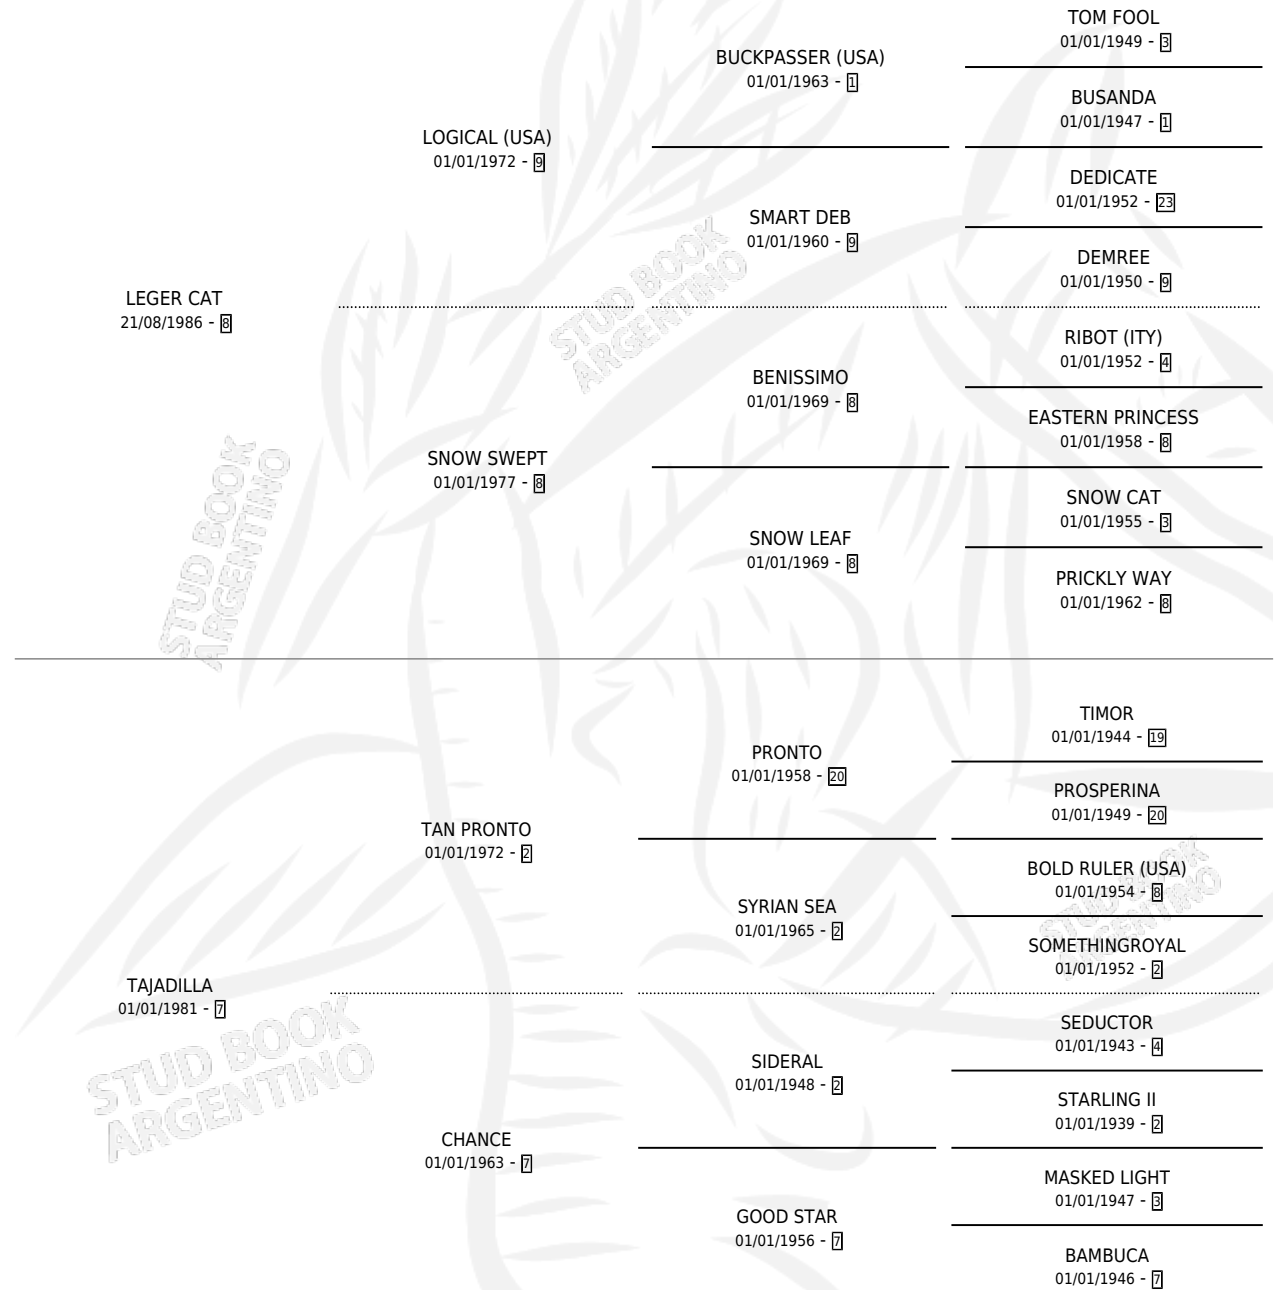 TOM FOOL
01/01/1949 - 3
BUCKPASSER (USA)
01/01/1963 - 1
BUSANDA
01/01/1947 - 1
LOGICAL (USA)
01/01/1972 - 9
DEDICATE
01/01/1952 - 23
SMART DEB
01/01/1960 - 9
DEMREE
01/01/1950 - 9
LEGER CAT
21/08/1986 - 8
RIBOT (ITY)
01/01/1952 - 4
BENISSIMO
01/01/1969 - 8
EASTERN PRINCESS
01/01/1958 - 8
SNOW SWEPT
01/01/1977 - 8
SNOW CAT
01/01/1955 - 3
SNOW LEAF
01/01/1969 - 8
PRICKLY WAY
01/01/1962 - 8
TIMOR
01/01/1944 - 19
PRONTO
01/01/1958 - 20
PROSPERINA
01/01/1949 - 20
TAN PRONTO
01/01/1972 - 2
BOLD RULER (USA)
01/01/1954 - 8
SYRIAN SEA
01/01/1965 - 2
SOMETHINGROYAL
01/01/1952 - 2
TAJADILLA
01/01/1981 - 7
SEDUCTOR
01/01/1943 - 4
SIDERAL
01/01/1948 - 2
STARLING II
01/01/1939 - 2
CHANCE
01/01/1963 - 7
MASKED LIGHT
01/01/1947 - 3
GOOD STAR
01/01/1956 - 7
BAMBUCA
01/01/1946 - 7
STUD BOOK
ARGENTINO
STUD BOOK
ARGENTINO
STUD BOOK
ARGENTINO
STUD BOOK
ARGENTINO